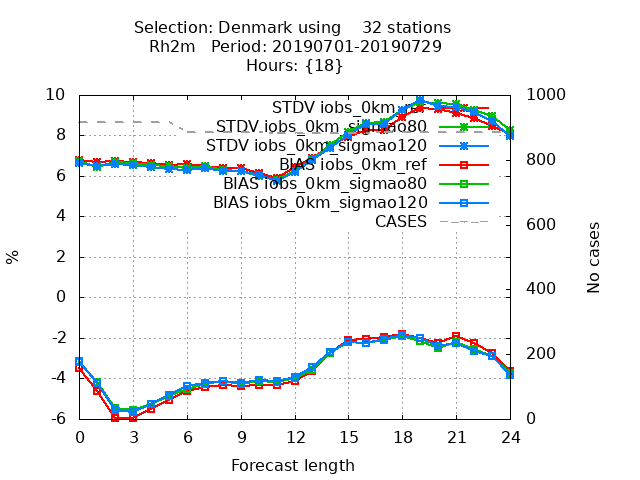 Selection: Denmark using    32 stations
Rh2m   Period: 20190701-20190729
Hours: {18}
10
8
6
4
2
0
-2
-4
-6
%
1000
800
600
400
200
0
No cases
STDV iobs_0km_ref
STDV iobs_0km_sigmao80
STDV iobs_0km_sigmao120
BIAS iobs_0km_ref
BIAS iobs_0km_sigmao80
BIAS iobs_0km_sigmao120
CASES
0 3 6 9 12 15 18 21 24
Forecast length